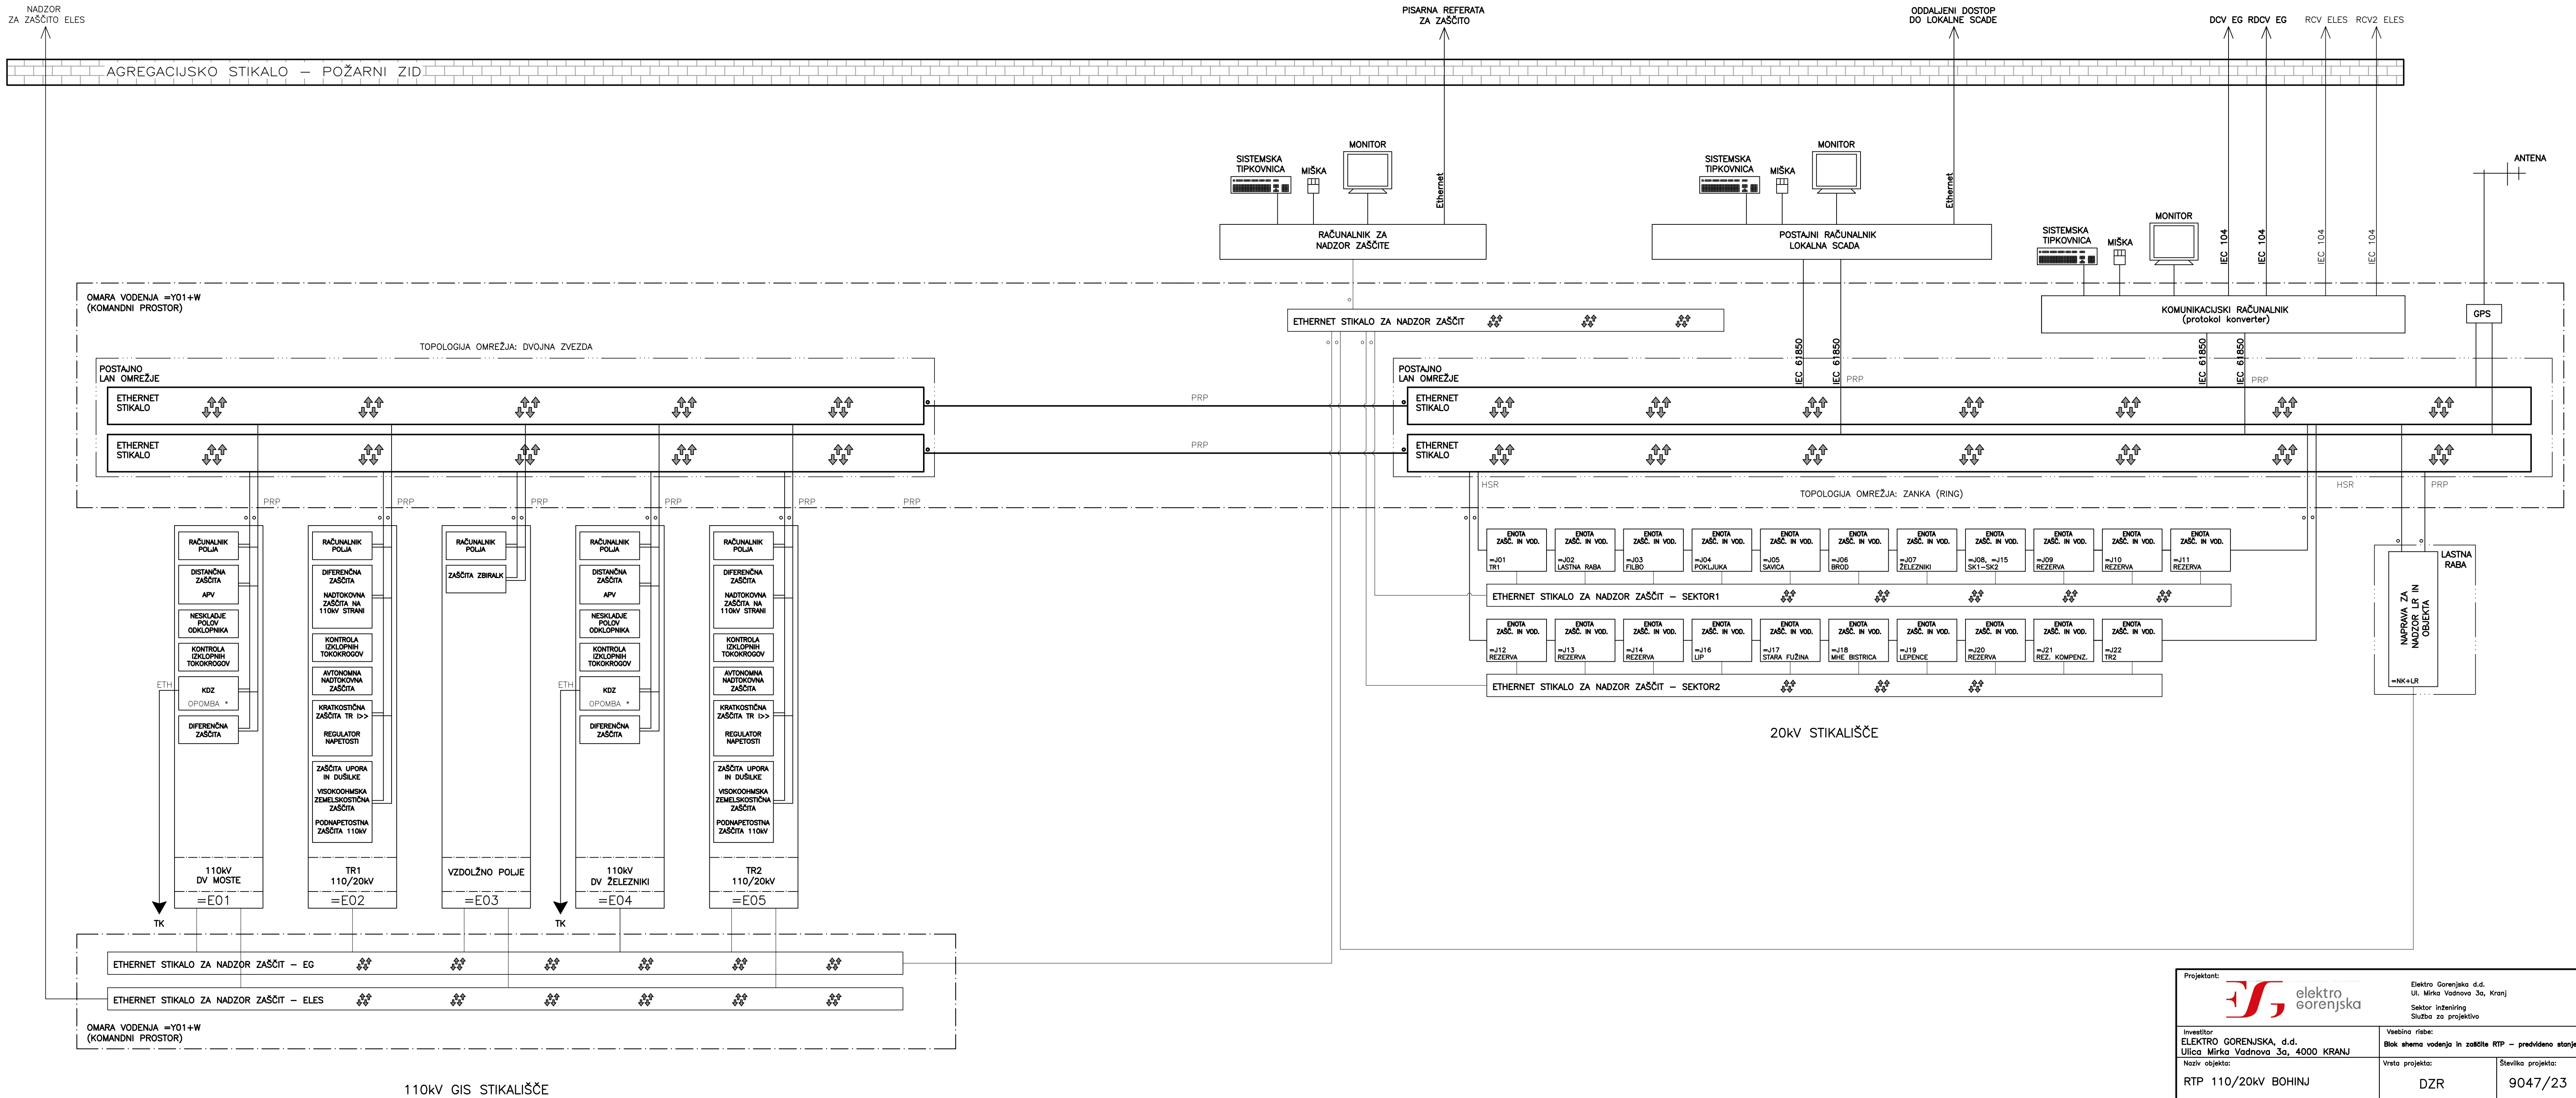 NADZOR
ZA ZAŠČITO ELES
PISARNA REFERATA
ZA ZAŠČITO
ODDALJENI DOSTOP
DO LOKALNE SCADE
DCV EG
RDCV EG
RCV ELES
RCV2 ELES
AGREGACIJSKO STIKALO – POŽARNI ZID
SISTEMSKA
TIPKOVNICA
MIŠKA
MONITOR
Ethernet
SISTEMSKA
TIPKOVNICA
MIŠKA
MONITOR
Ethernet
ANTENA
RAČUNALNIK ZA
NADZOR ZAŠČITE
POSTAJNI RAČUNALNIK
LOKALNA SCADA
SISTEMSKA
TIPKOVNICA
MIŠKA
MONITOR
IEC 104
IEC 104
IEC 104
IEC 104
OMARA VODENJA =Y01+W
(KOMANDNI PROSTOR)
ETHERNET STIKALO ZA NADZOR ZAŠČIT
KOMUNIKACIJSKI RAČUNALNIK
(protokol konverter)
GPS
TOPOLOGIJA OMREŽJA: DVOJNA ZVEZDA
POSTAJNO
LAN OMREŽJE
ETHERNET
STIKALO
ETHERNET
STIKALO
PRP
PRP
POSTAJNO
LAN OMREŽJE
IEC 61850
IEC 61850
PRP
IEC 61850
IEC 61850
PRP
ETHERNET
STIKALO
ETHERNET
STIKALO
PRP
PRP
PRP
PRP
PRP
PRP
HSR
TOPOLOGIJA OMREŽJA: ZANKA (RING)
HSR
PRP
RAČUNALNIK
POLJA
DISTANČNA
ZAŠČITA
APV
NESKLADJE
POLOV
ODKLOPNIKA
KONTROLA
IZKLOPNIH
TOKOKROGOV
ETH
KDZ
OPOMBA *
DIFERENČNA
ZAŠČITA
110kV
DV MOSTE
=E01
TK
RAČUNALNIK
POLJA
DIFERENČNA
ZAŠČITA
NADTOKOVNA
ZAŠČITA NA
110kV STRANI
KONTROLA
IZKLOPNIH
TOKOKROGOV
AVTONOMNA
NADTOKOVNA
ZAŠČITA
KRATKOSTIČNA
ZAŠČITA TR I>>
REGULATOR
NAPETOSTI
ZAŠČITA UPORA
IN DUŠILKE
VISOKOOHMSKA
ZEMELJSKOSTIČNA
ZAŠČITA
PODNAPETOSTNA
ZAŠČITA 110kV
TR1
110/20kV
=E02
RAČUNALNIK
POLJA
ZAŠČITA ZBIRALK
VZDOLŽNO POLJE
=E03
RAČUNALNIK
POLJA
DISTANČNA
ZAŠČITA
APV
NESKLADJE
POLOV
ODKLOPNIKA
KONTROLA
IZKLOPNIH
TOKOKROGOV
ETH
KDZ
OPOMBA *
DIFERENČNA
ZAŠČITA
110kV
DV ŽELEZNIKI
=E04
TK
RAČUNALNIK
POLJA
DIFERENČNA
ZAŠČITA
NADTOKOVNA
ZAŠČITA NA
110kV STRANI
KONTROLA
IZKLOPNIH
TOKOKROGOV
AVTONOMNA
NADTOKOVNA
ZAŠČITA
KRATKOSTIČNA
ZAŠČITA TR I>>
REGULATOR
NAPETOSTI
ZAŠČITA UPORA
IN DUŠILKE
VISOKOOHMSKA
ZEMELJSKOSTIČNA
ZAŠČITA
PODNAPETOSTNA
ZAŠČITA 110kV
TR2
110/20kV
=E05
ENOTA
ZAŠČ. IN VOD.
=J01
TR1
ENOTA
ZAŠČ. IN VOD.
=J02
LASTNA RABA
ENOTA
ZAŠČ. IN VOD.
=J03
FILBO
ENOTA
ZAŠČ. IN VOD.
=J04
POKLJUKA
ENOTA
ZAŠČ. IN VOD.
=J05
SAVICA
ENOTA
ZAŠČ. IN VOD.
=J06
BROD
ENOTA
ZAŠČ. IN VOD.
=J07
ŽELEZNIKI
ENOTA
ZAŠČ. IN VOD.
=J08, =J15
SK1–SK2
ENOTA
ZAŠČ. IN VOD.
=J09
REZERVA
ENOTA
ZAŠČ. IN VOD.
=J10
REZERVA
ENOTA
ZAŠČ. IN VOD.
=J11
REZERVA
ETHERNET STIKALO ZA NADZOR ZAŠČIT – SEKTOR1
ENOTA
ZAŠČ. IN VOD.
=J12
REZERVA
ENOTA
ZAŠČ. IN VOD.
=J13
REZERVA
ENOTA
ZAŠČ. IN VOD.
=J14
REZERVA
ENOTA
ZAŠČ. IN VOD.
=J16
LIP
ENOTA
ZAŠČ. IN VOD.
=J17
STARA FUŽINA
ENOTA
ZAŠČ. IN VOD.
=J18
MHE BISTRICA
ENOTA
ZAŠČ. IN VOD.
=J19
LEPENCE
ENOTA
ZAŠČ. IN VOD.
=J20
REZERVA
ENOTA
ZAŠČ. IN VOD.
=J21
REZ. KOMPENZ.
ENOTA
ZAŠČ. IN VOD.
=J22
TR2
ETHERNET STIKALO ZA NADZOR ZAŠČIT – SEKTOR2
LASTNA
RABA
NAPRAVA ZA
NADZOR LR IN
OBJEKTA
=NK+LR
20kV STIKALIŠČE
ETHERNET STIKALO ZA NADZOR ZAŠČIT – EG
ETHERNET STIKALO ZA NADZOR ZAŠČIT – ELES
OMARA VODENJA =Y01+W
(KOMANDNI PROSTOR)
110kV GIS STIKALIŠČE
Projektant:
elektro
gorenjska
Elektro Gorenjska d.d.
Ul. Mirka Vadnova 3a, Kranj
Sektor inženiring
Služba za projektivo
Investitor
ELEKTRO GORENJSKA, d.d.
Ulica Mirka Vadnova 3a, 4000 KRANJ
Vsebina risbe:
Blok shema vodenja in zaščite RTP – predvideno stanje
Naziv objekta:
RTP 110/20kV BOHINJ
Vrsta projekta:
DZR
Številka projekta:
9047/23